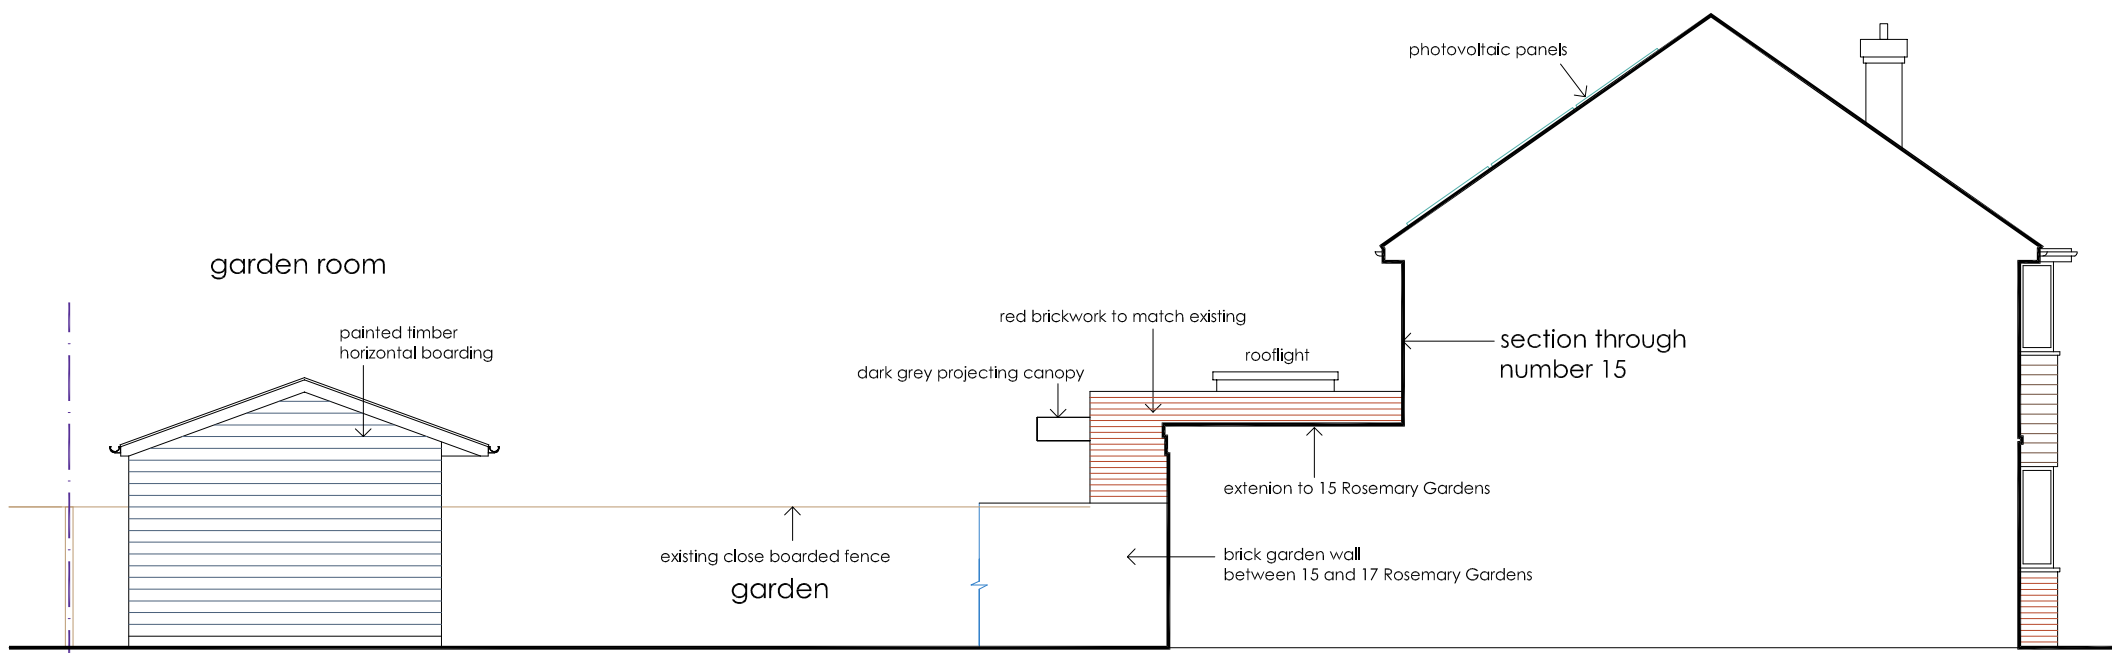 photovoltaic panels
garden room
painted timber
horizontal boarding
red brickwork to match existing
rooflight
dark grey projecting canopy
section through
number 15
extenion to 15 Rosemary Gardens
existing close boarded fence
garden
brick garden wall
between 15 and 17 Rosemary Gardens